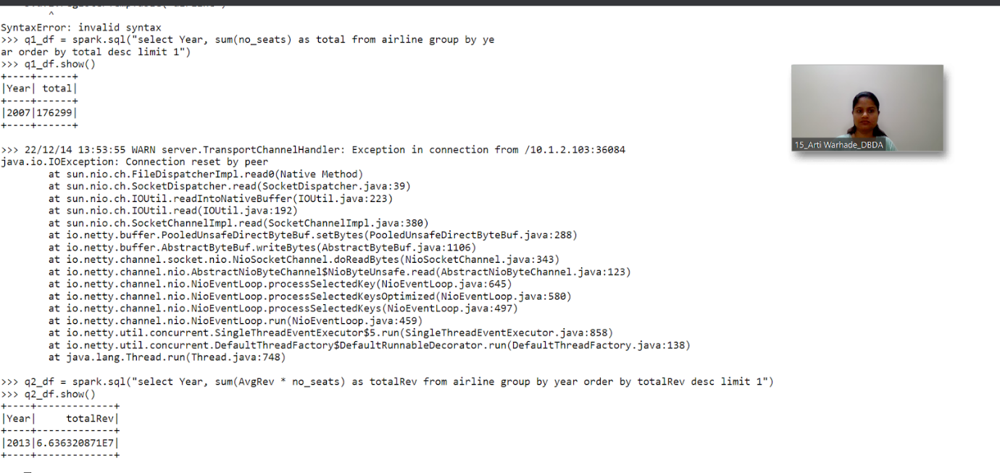 ^
SyntaxError: invalid syntax
>>> q1_df = spark.sql("select Year, sum(no_seats) as total from airline group by ye
ar order by total desc limit 1")
>>> q1_df.show()
+----+------+
|Year| total|
+----+------+
|2007|176299|
+----+------+
>>> 22/12/14 13:53:55 WARN server.TransportChannelHandler: Exception in connection from /10.1.2.103:36084
java.io.IOException: Connection reset by peer
        at sun.nio.ch.FileDispatcherImpl.read0(Native Method)
        at sun.nio.ch.SocketDispatcher.read(SocketDispatcher.java:39)
        at sun.nio.ch.IOUtil.readIntoNativeBuffer(IOUtil.java:223)
        at sun.nio.ch.IOUtil.read(IOUtil.java:192)
        at sun.nio.ch.SocketChannelImpl.read(SocketChannelImpl.java:380)
        at io.netty.buffer.PooledUnsafeDirectByteBuf.setBytes(PooledUnsafeDirectByteBuf.java:288)
        at io.netty.buffer.AbstractByteBuf.writeBytes(AbstractByteBuf.java:1106)
        at io.netty.channel.socket.nio.NioSocketChannel.doReadBytes(NioSocketChannel.java:343)
        at io.netty.channel.nio.AbstractNioByteChannel$NioByteUnsafe.read(AbstractNioByteChannel.java:123)
        at io.netty.channel.nio.NioEventLoop.processSelectedKey(NioEventLoop.java:645)
        at io.netty.channel.nio.NioEventLoop.processSelectedKeysOptimized(NioEventLoop.java:580)
        at io.netty.channel.nio.NioEventLoop.processSelectedKeys(NioEventLoop.java:497)
        at io.netty.channel.nio.NioEventLoop.run(NioEventLoop.java:459)
        at io.netty.util.concurrent.SingleThreadEventExecutor$5.run(SingleThreadEventExecutor.java:858)
        at io.netty.util.concurrent.DefaultThreadFactory$DefaultRunnableDecorator.run(DefaultThreadFactory.java:138)
        at java.lang.Thread.run(Thread.java:748)
>>> q2_df = spark.sql("select Year, sum(AvgRev * no_seats) as totalRev from airline group by year order by totalRev desc limit 1")
>>> q2_df.show()
+----+-------------+
|Year|     totalRev|
+----+-------------+
|2013|6.636320871E7|
+----+-------------+
15_Arti Warhade_DBDA